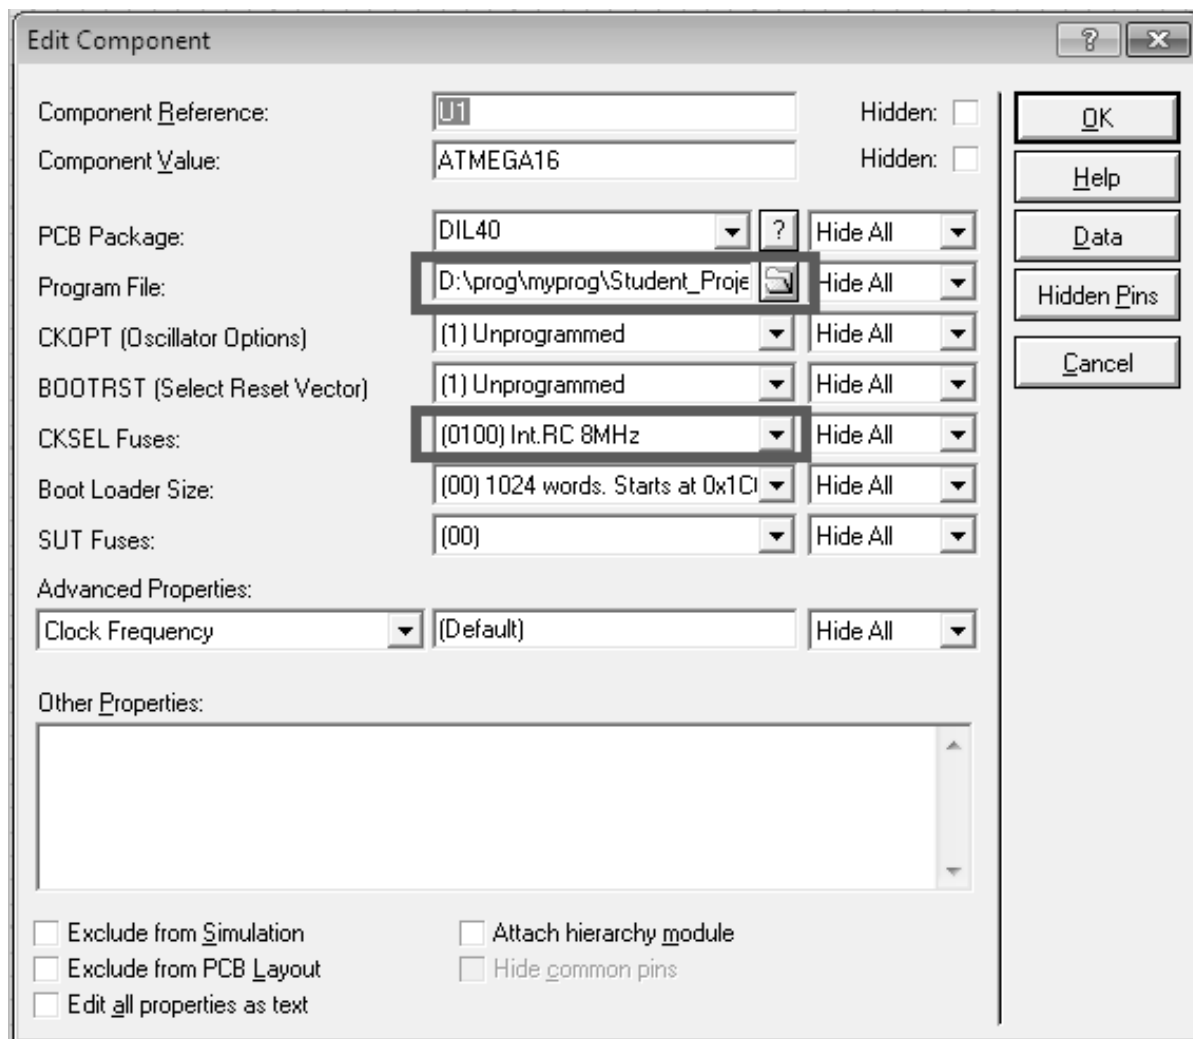 Edit Component
Component Reference: U1 Hidden:
Component Value: ATMEGA16 Hidden:
PCB Package: DIL40 ? Hide All
Program File: D:\prog\myprog\Student_Proje Hide All
CKOPT (Oscillator Options) (1) Unprogrammed Hide All
BOOTRST (Select Reset Vector) (1) Unprogrammed Hide All
CKSEL Fuses: (0100) Int.RC 8MHz Hide All
Boot Loader Size: (00) 1024 words. Starts at 0x1C Hide All
SUT Fuses: (00) Hide All
Advanced Properties:
Clock Frequency (Default) Hide All
Other Properties:
Exclude from Simulation Attach hierarchy module
Exclude from PCB Layout Hide common pins
Edit all properties as text
? X
OK
Help
Data
Hidden Pins
Cancel